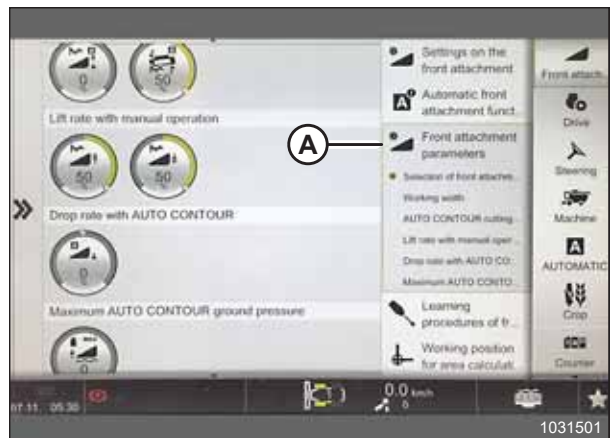 0
50
Lift rate with manual operation
50
50
Drop rate with AUTO CONTOUR
0
Maximum AUTO CONTOUR ground pressure
0
Settings on the
front attachment
Automatic front
attachment funct
A
Front attachment
parameters
Selection of front attachm...
Working width
AUTO CONTOUR cutting
Lift rate with manual oper...
Drop rate with AUTO CO
Maximum AUTO CONTO
Learning
procedures of fr...
Working position
for area calculati
Front attach.
Drive
Steering
Machine
A
AUTOMATIC
Crop
Counter
07.11. 05:30
0.0 km/h
0
1031501